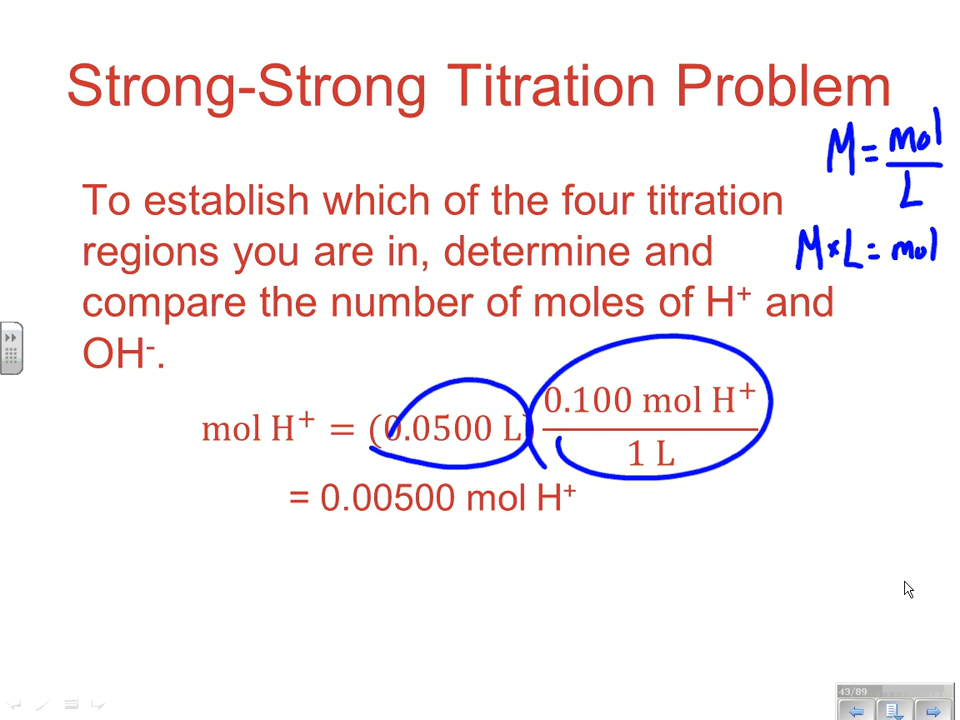 Strong-Strong Titration Problem
M = mol/L
To establish which of the four titration
regions you are in, determine and
M × L = mol
compare the number of moles of H⁺ and
OH⁻.
mol H⁺ = (0.0500 L) 0.100 mol H⁺ / 1 L
= 0.00500 mol H⁺
43/89